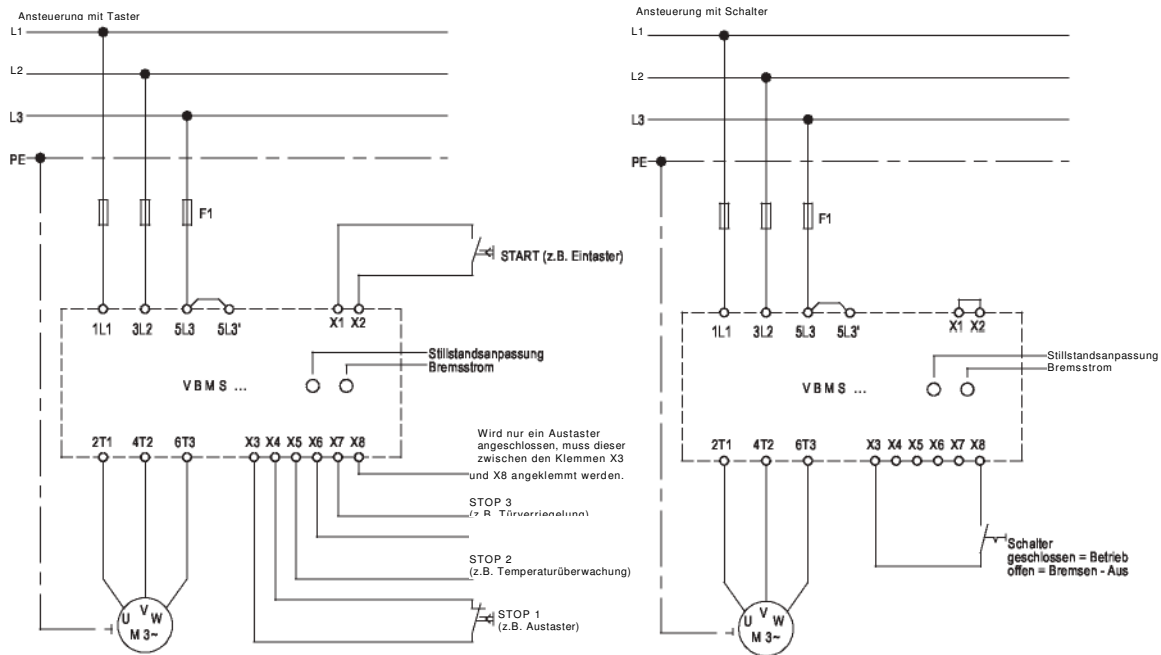 Ansteuerung mit Taster
L1
L2
L3
PE
F1
START (z.B. Eintaster)
1L1 3L2 5L3 5L3' X1 X2
Stillstandsanpassung
Bremsstrom
VBMS ...
2T1 4T2 6T3 X3 X4 X5 X6 X7 X8
Wird nur ein Austaster
angeschlossen, muss dieser
zwischen den Klemmen X3
und X8 angeklemmt werden.
STOP 3
(z.B. Türverriegelung)
STOP 2
(z.B. Temperaturüberwachung)
STOP 1
(z.B. Austaster)
U V W
M 3~
Ansteuerung mit Schalter
L1
L2
L3
PE
F1
1L1 3L2 5L3 5L3' X1 X2
Stillstandsanpassung
Bremsstrom
VBMS ...
2T1 4T2 6T3 X3 X4 X5 X6 X7 X8
Schalter
geschlossen = Betrieb
offen = Bremsen - Aus
U V W
M 3~